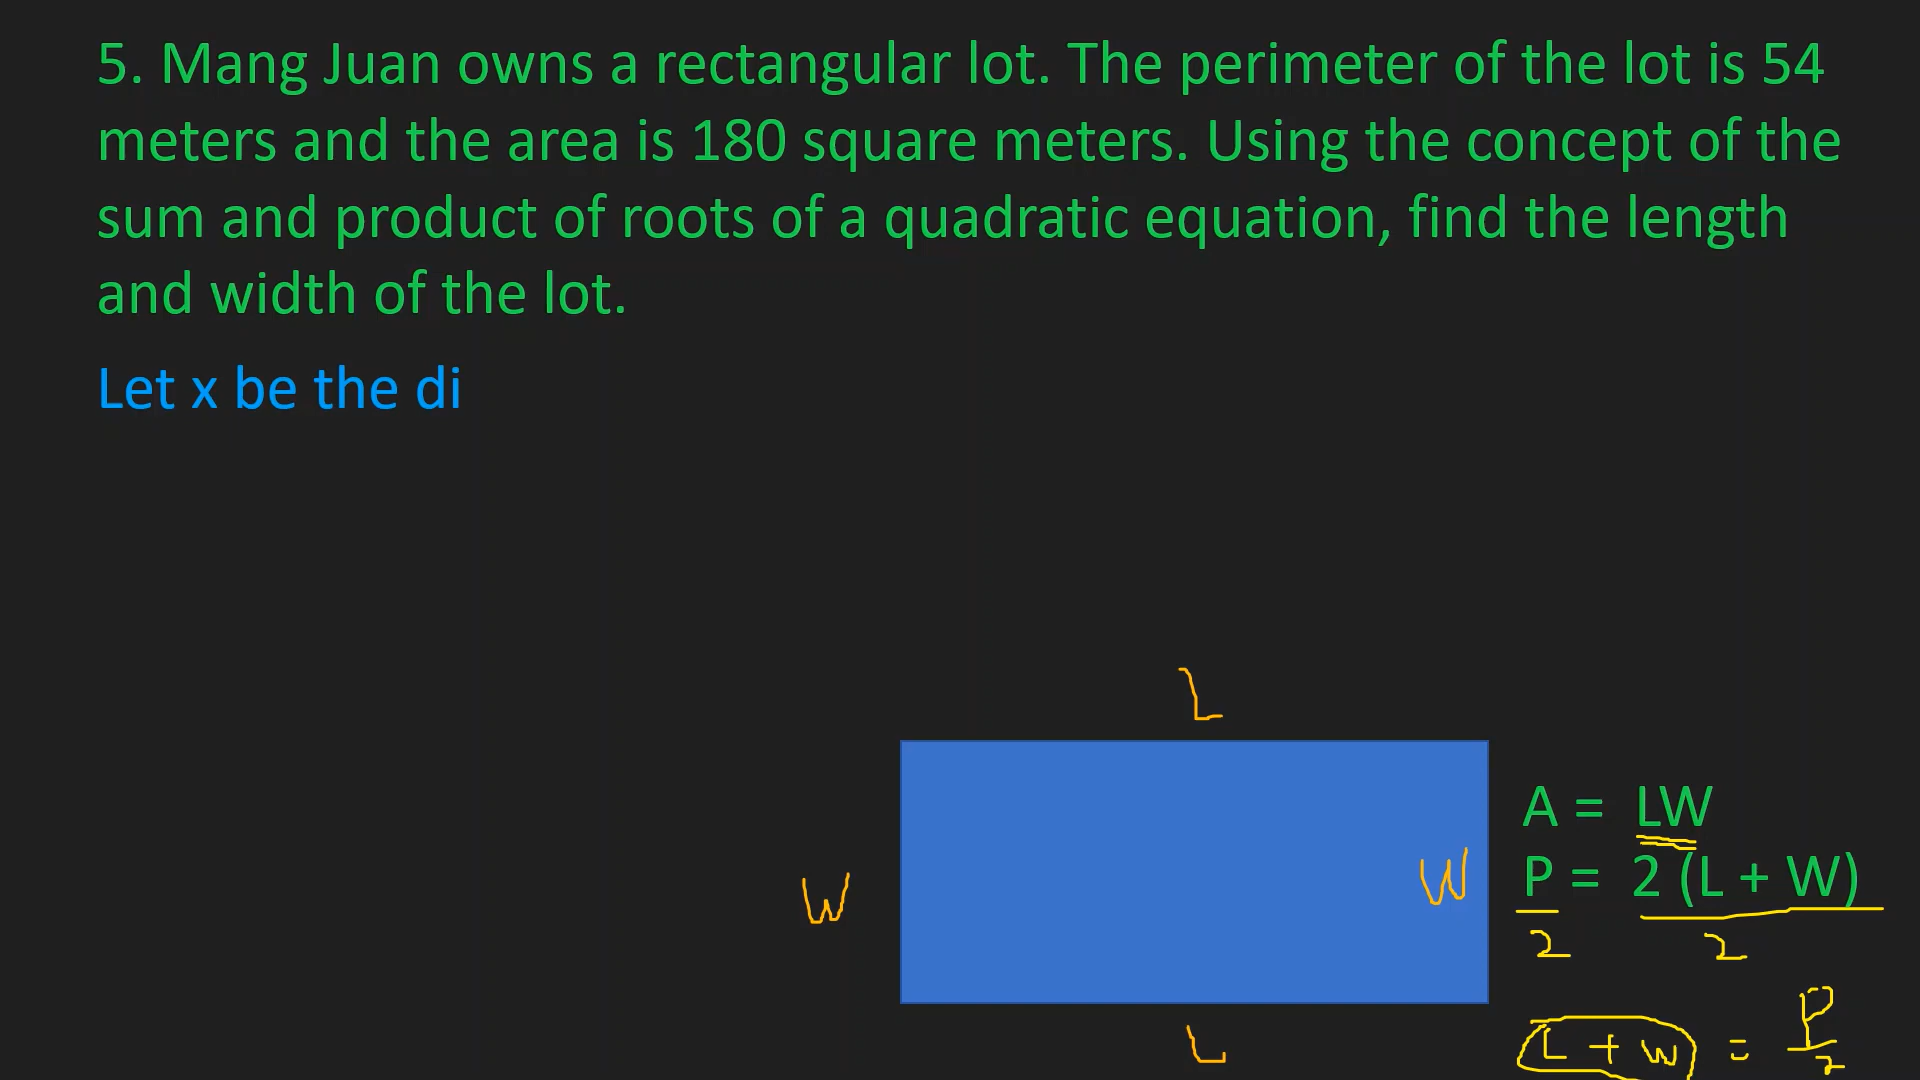 5. Mang Juan owns a rectangular lot. The perimeter of the lot is 54
meters and the area is 180 square meters. Using the concept of the
sum and product of roots of a quadratic equation, find the length
and width of the lot.
Let x be the di
L
W
W
L
A = LW
P = 2 (L + W)
2 2
L + W = P/2